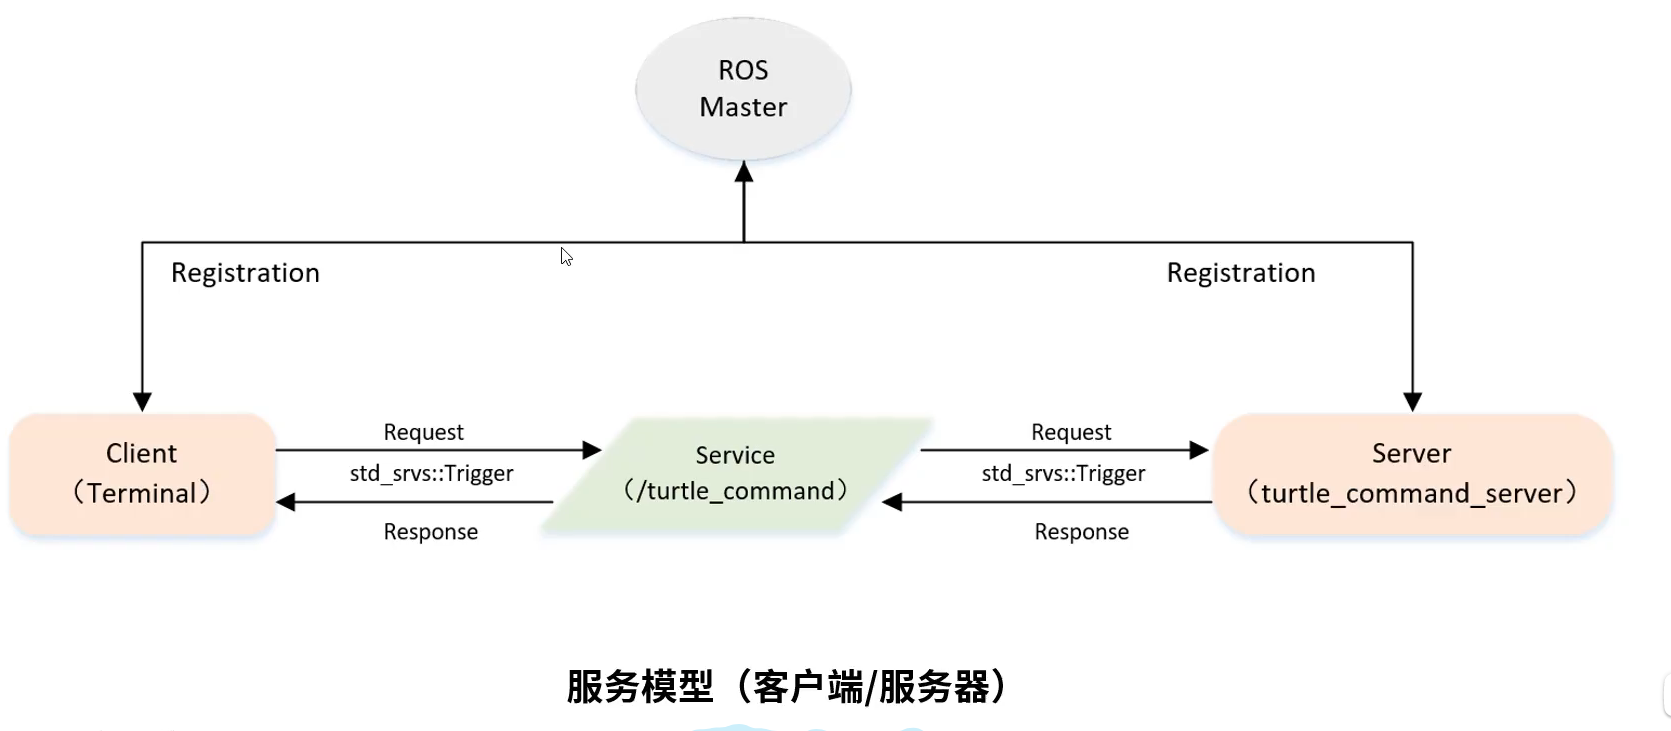 ROS
Master
Registration
Registration
Client
（Terminal）
Request
std_srvs::Trigger
Response
Service
（/turtle_command）
Request
std_srvs::Trigger
Response
Server
（turtle_command_server）
服务模型（客户端/服务器）